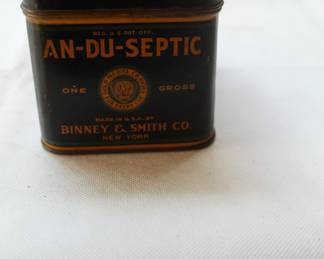 REG. U.S. PAT. OFF.
AN-DU-SEPTIC
ONE GROSS
MADE IN U.S.A. BY
BINNEY & SMITH CO.
NEW YORK